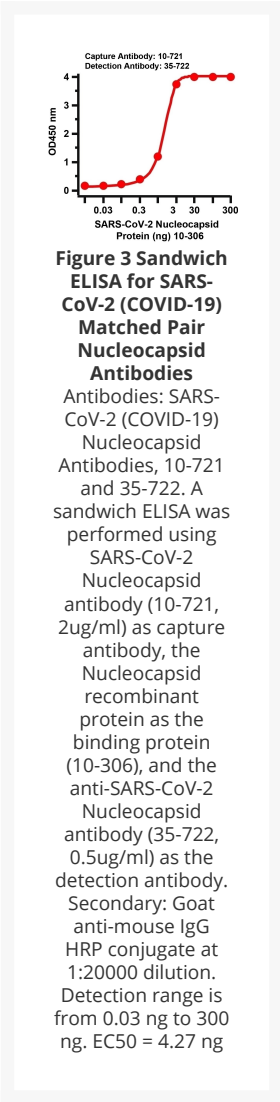 Capture Antibody: 10-721
Detection Antibody: 35-722
4
3
2
1
0
OD450 nm
0.03 0.3 3 30 300
SARS-CoV-2 Nucleocapsid
Protein (ng) 10-306
Figure 3 Sandwich
ELISA for SARS-
CoV-2 (COVID-19)
Matched Pair
Nucleocapsid
Antibodies
Antibodies: SARS-
CoV-2 (COVID-19)
Nucleocapsid
Antibodies, 10-721
and 35-722. A
sandwich ELISA was
performed using
SARS-CoV-2
Nucleocapsid
antibody (10-721,
2ug/ml) as capture
antibody, the
Nucleocapsid
recombinant
protein as the
binding protein
(10-306), and the
anti-SARS-CoV-2
Nucleocapsid
antibody (35-722,
0.5ug/ml) as the
detection antibody.
Secondary: Goat
anti-mouse IgG
HRP conjugate at
1:20000 dilution.
Detection range is
from 0.03 ng to 300
ng. EC50 = 4.27 ng